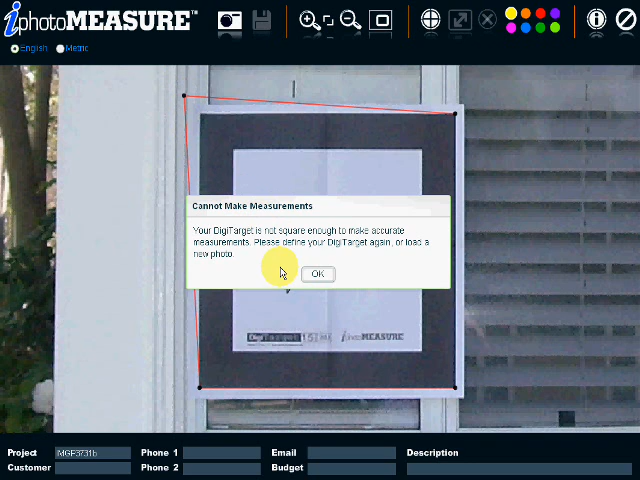 iphotoMEASURE™
English Metric
Cannot Make Measurements
Your DigiTarget is not square enough to make accurate
measurements. Please define your DigiTarget again, or load a
new photo.
OK
DigiTarget
MEASURE
Project IMGP3731b Phone 1 Email Description
Customer Phone 2 Budget